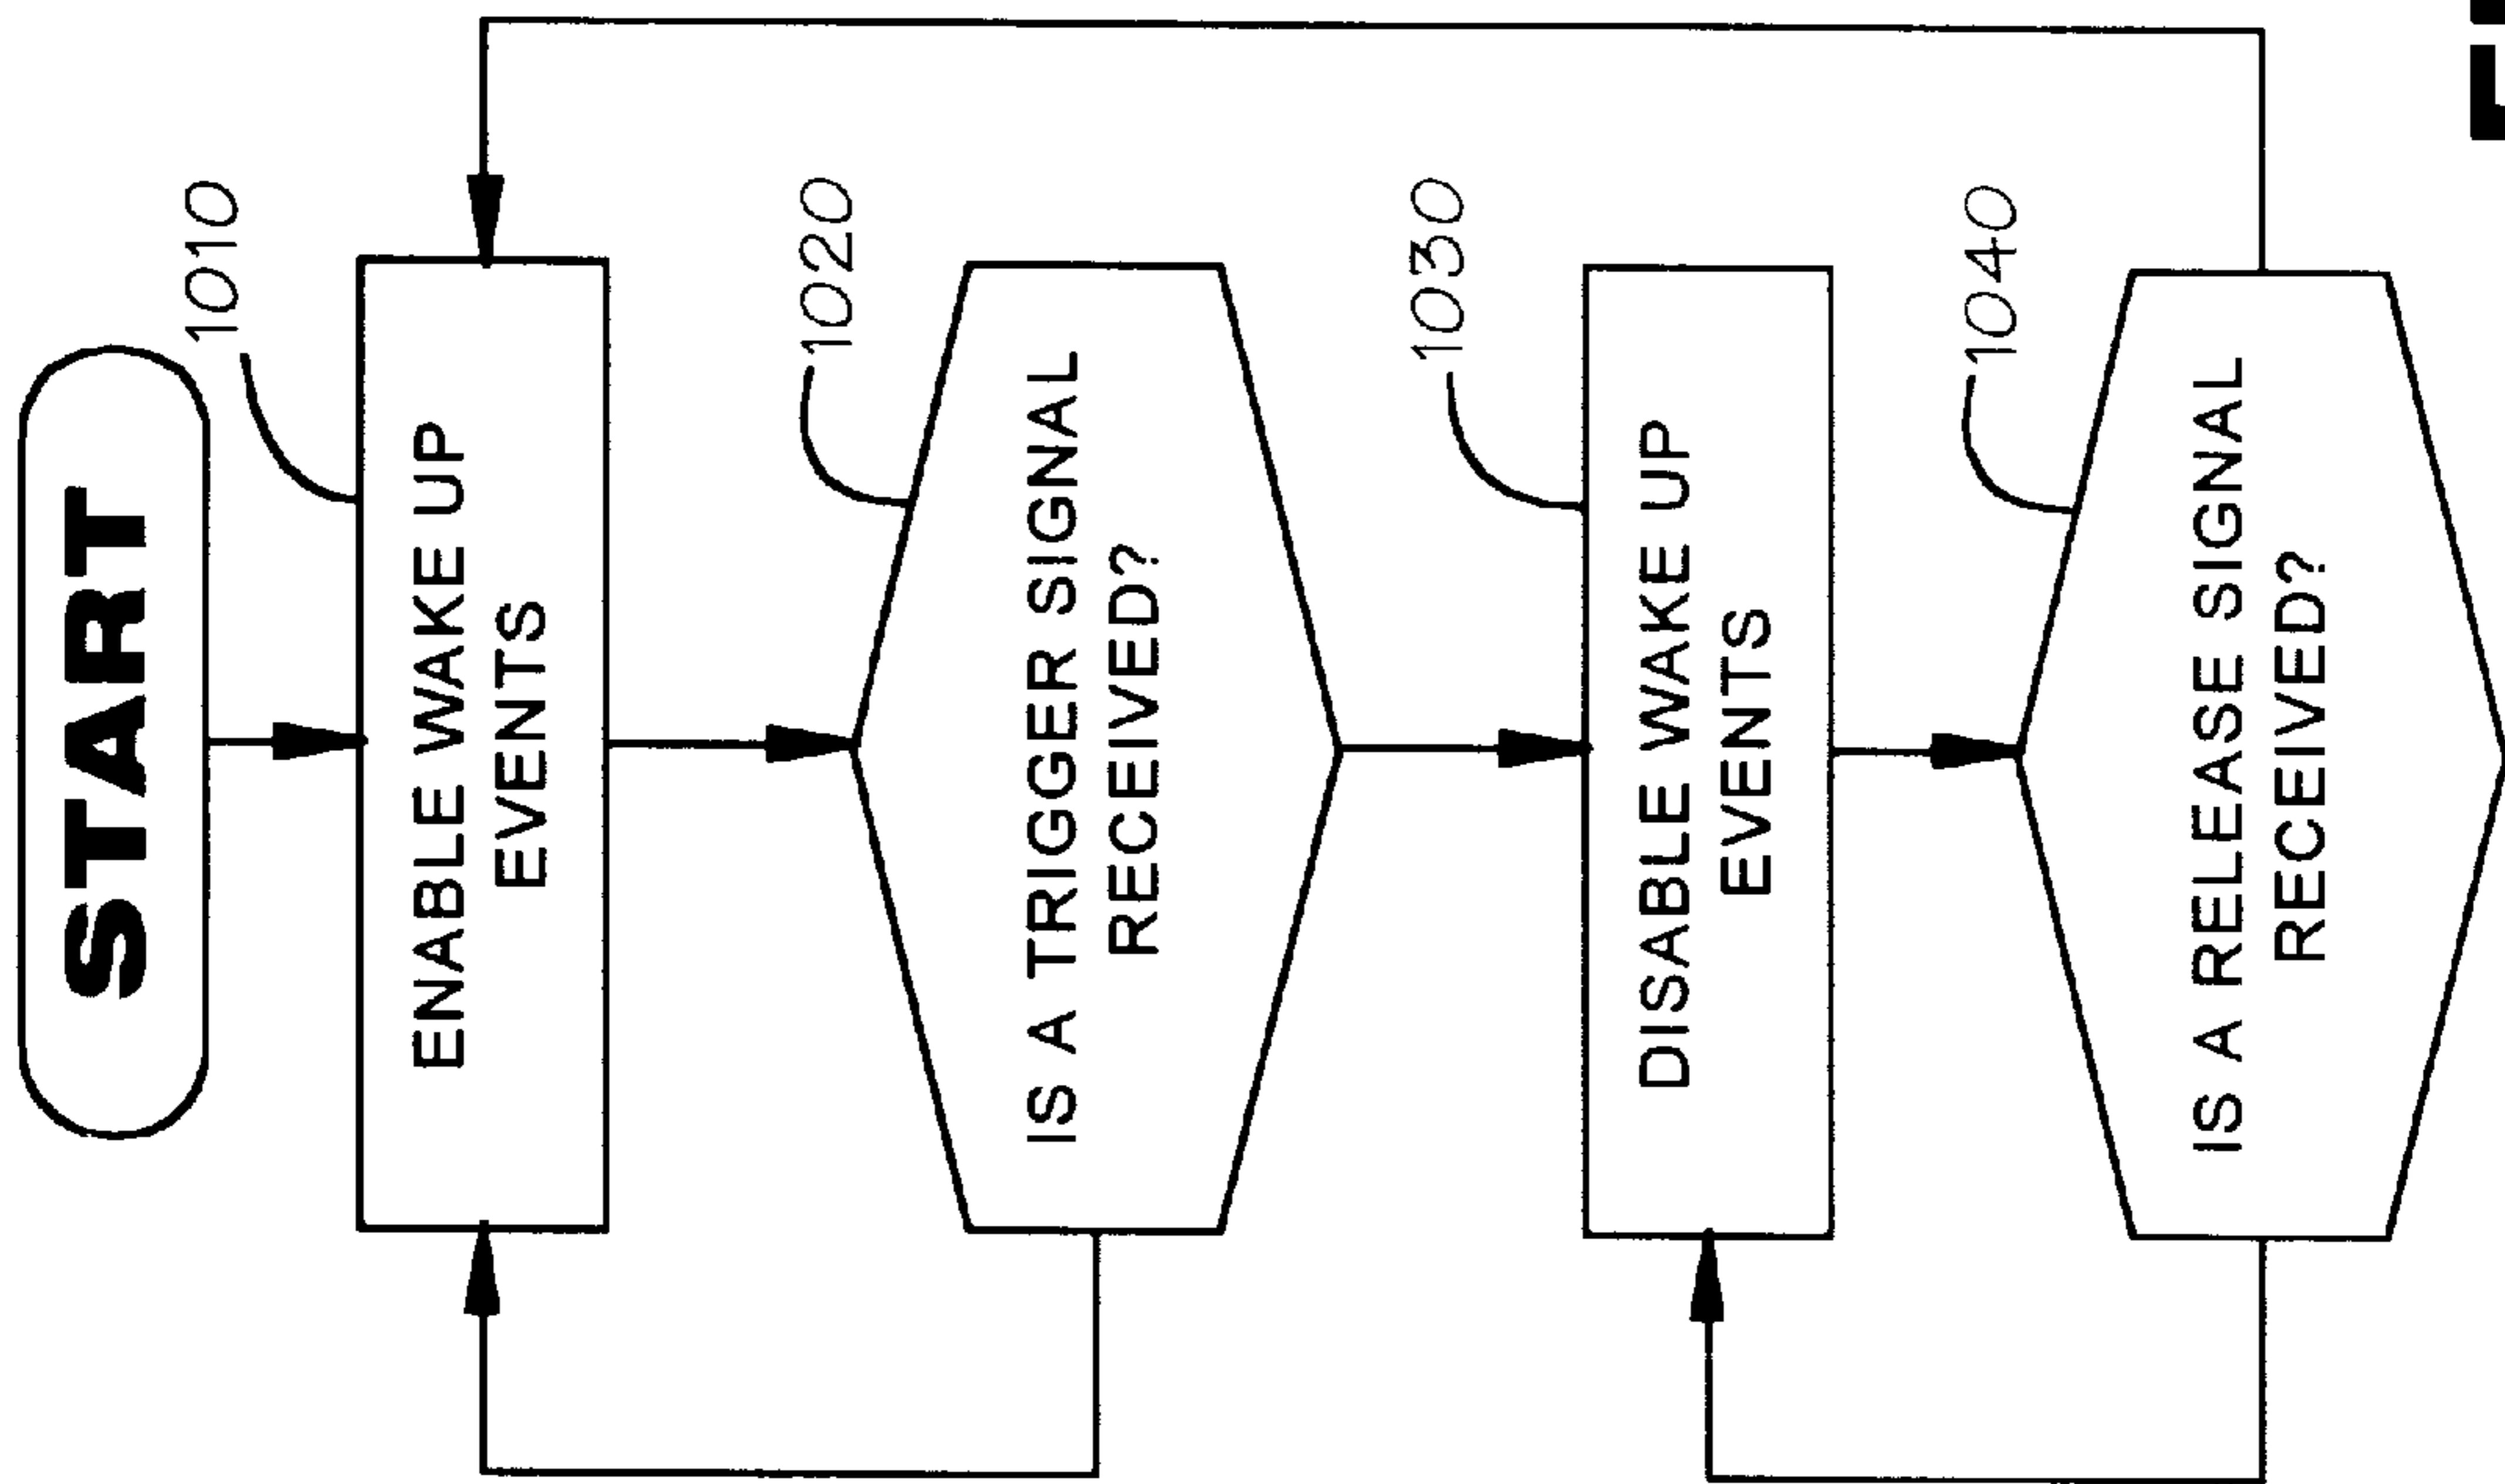 START
1010
ENABLE WAKE UP
EVENTS
1020
IS A TRIGGER SIGNAL
RECEIVED?
1030
DISABLE WAKE UP
EVENTS
1040
IS A RELEASE SIGNAL
RECEIVED?